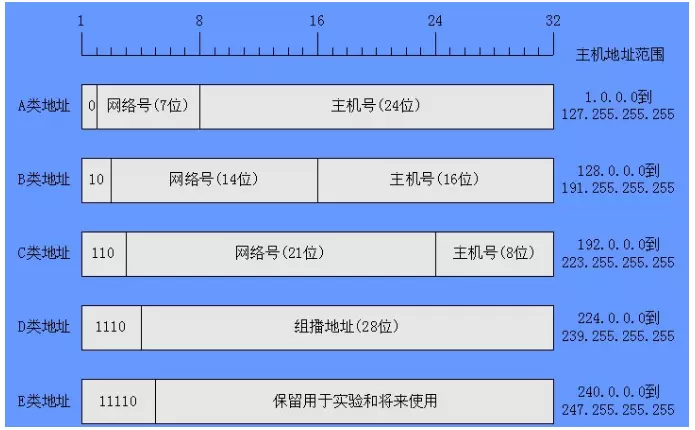 1 8 16 24 32
主机地址范围
A类地址 0 网络号(7位) 主机号(24位) 1.0.0.0到
127.255.255.255
B类地址 10 网络号(14位) 主机号(16位) 128.0.0.0到
191.255.255.255
C类地址 110 网络号(21位) 主机号(8位) 192.0.0.0到
223.255.255.255
D类地址 1110 组播地址(28位) 224.0.0.0到
239.255.255.255
E类地址 11110 保留用于实验和将来使用 240.0.0.0到
247.255.255.255